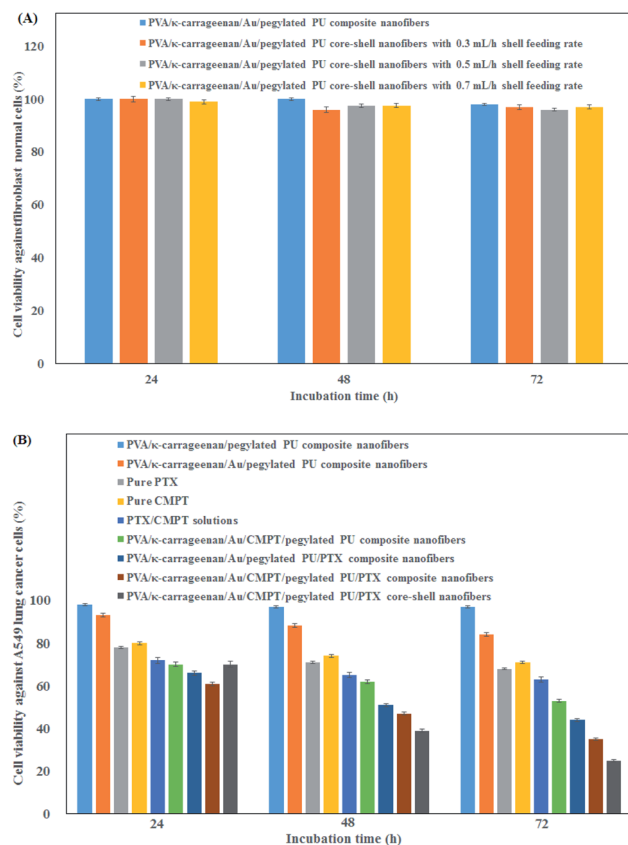 (A)
PVA/κ-carrageenan/Au/pegylated PU composite nanofibers
PVA/κ-carrageenan/Au/pegylated PU core-shell nanofibers with 0.3 mL/h shell feeding rate
PVA/κ-carrageenan/Au/pegylated PU core-shell nanofibers with 0.5 mL/h shell feeding rate
PVA/κ-carrageenan/Au/pegylated PU core-shell nanofibers with 0.7 mL/h shell feeding rate
Cell viability againstfibroblast normal cells (%)
120
100
80
60
40
20
0
24
48
72
Incubation time (h)
(B)
PVA/κ-carrageenan/pegylated PU composite nanofibers
PVA/κ-carrageenan/Au/pegylated PU composite nanofibers
Pure PTX
Pure CMPT
PTX/CMPT solutions
PVA/κ-carrageenan/Au/CMPT/pegylated PU composite nanofibers
PVA/κ-carrageenan/Au/pegylated PU/PTX composite nanofibers
PVA/κ-carrageenan/Au/CMPT/pegylated PU/PTX composite nanofibers
PVA/κ-carrageenan/Au/CMPT/pegylated PU/PTX core-shell nanofibers
Cell viability against A549 lung cancer cells (%)
100
80
60
40
20
0
24
48
72
Incubation time (h)